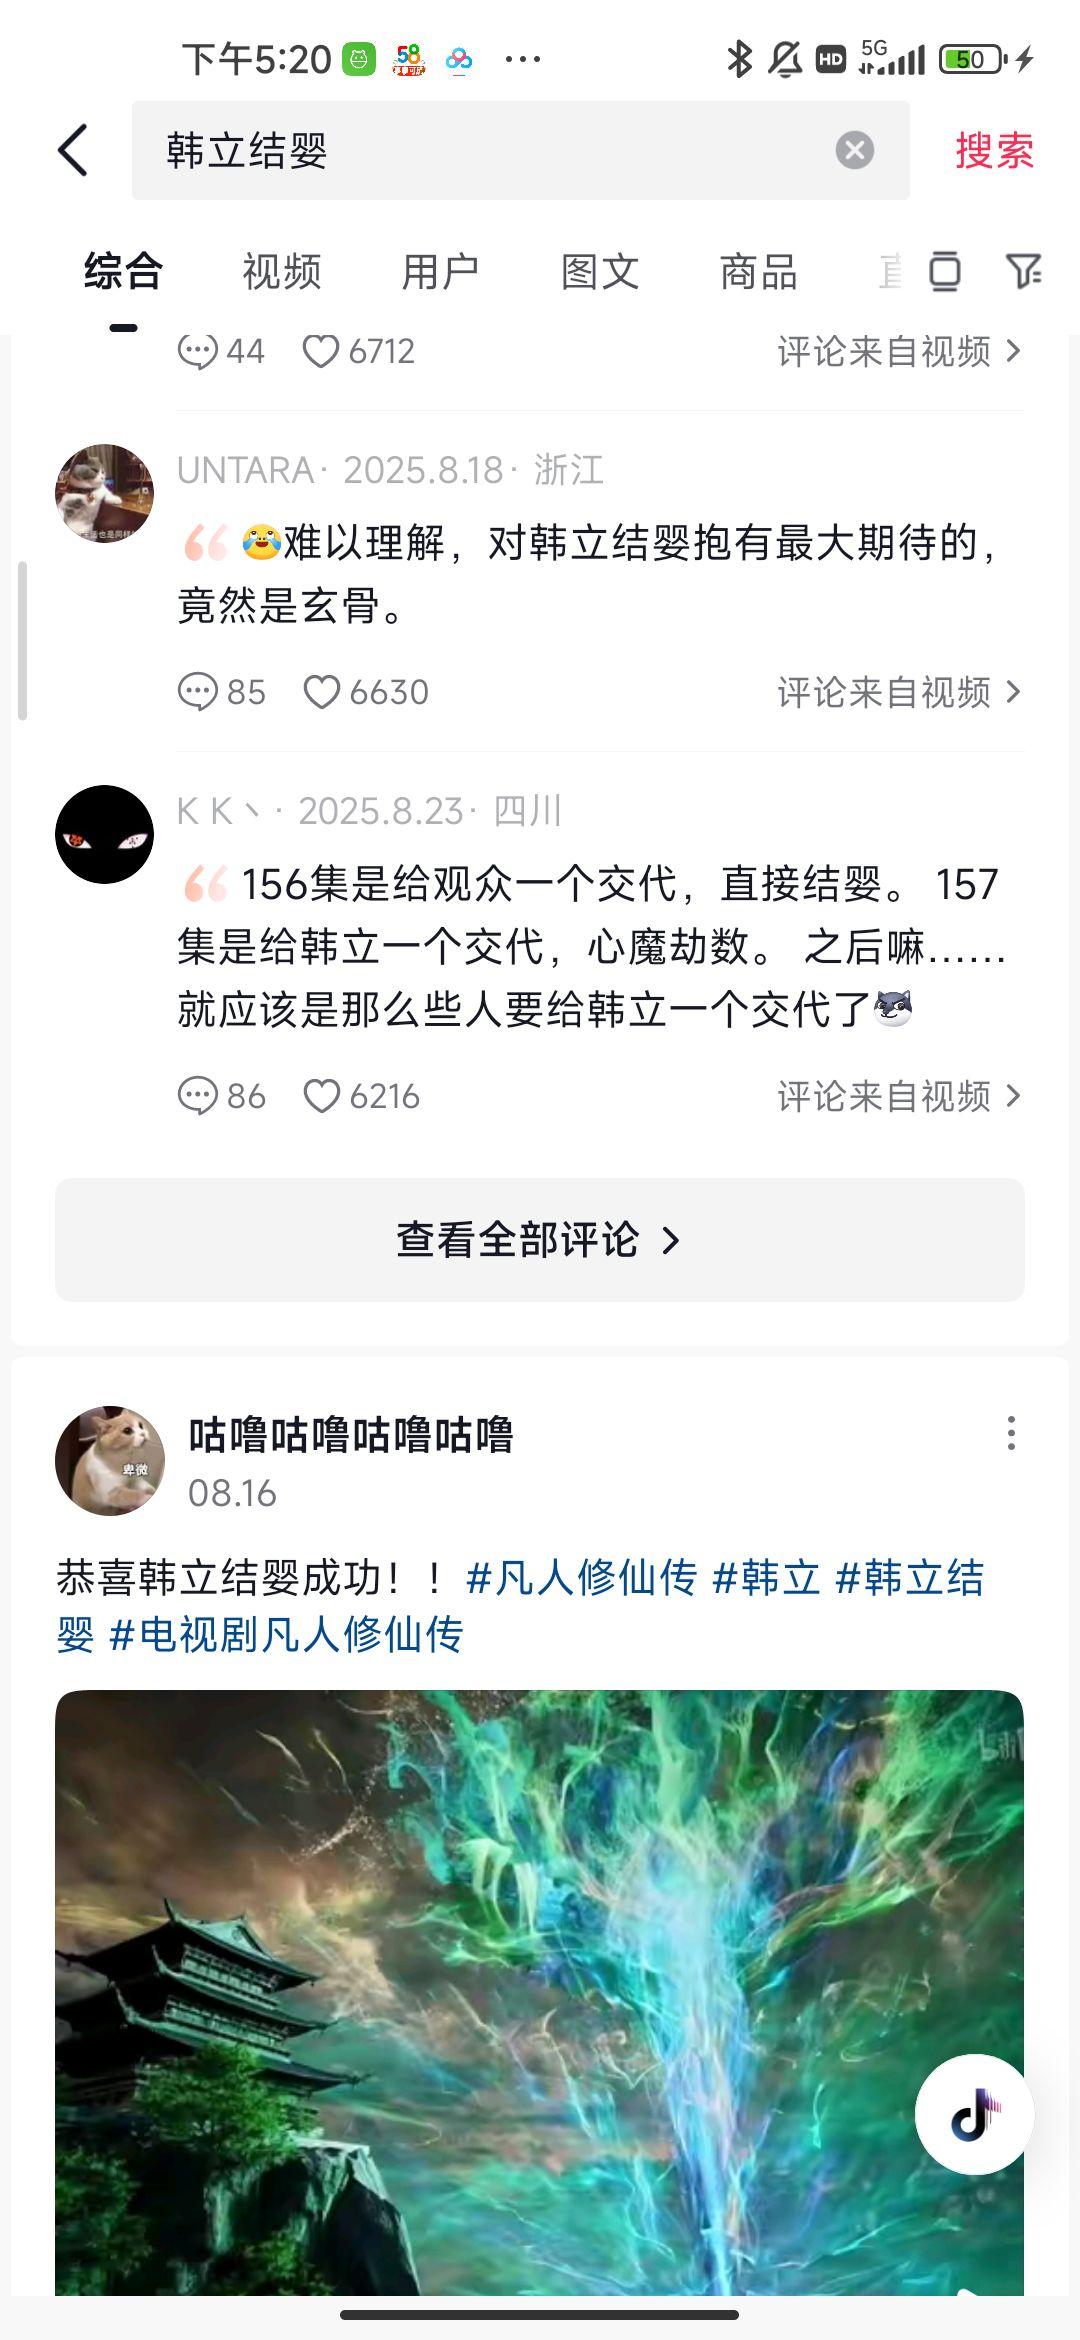 下午5:20
HD
5G
50
韩立结婴
搜索
综合
视频
用户
图文
商品
44
6712
评论来自视频
UNTARA · 2025.8.18 · 浙江
难以理解，对韩立结婴抱有最大期待的，
竟然是玄骨。
85
6630
评论来自视频
K K丶 · 2025.8.23 · 四川
156集是给观众一个交代，直接结婴。 157
集是给韩立一个交代，心魔劫数。 之后嘛……
就应该是那么些人要给韩立一个交代了
86
6216
评论来自视频
查看全部评论
咕噜咕噜咕噜咕噜
卑微
08.16
恭喜韩立结婴成功！！#凡人修仙传 #韩立 #韩立结
婴 #电视剧凡人修仙传